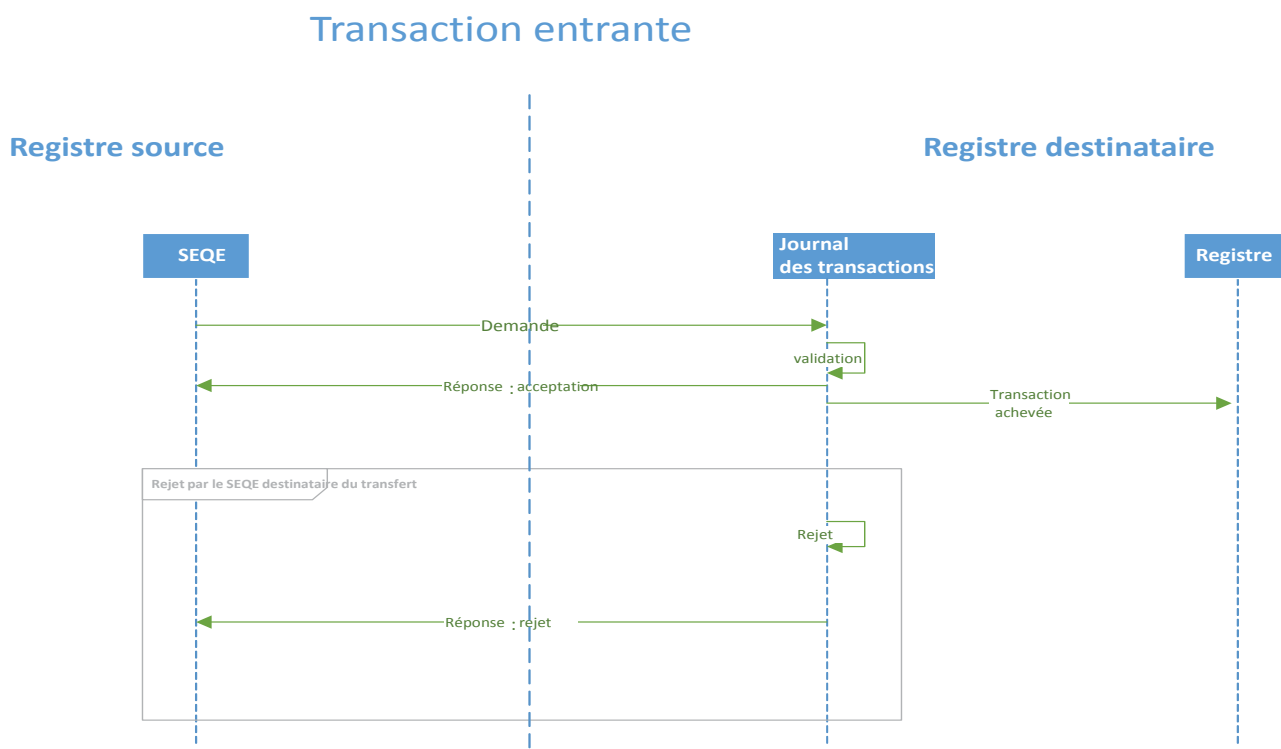 Transaction entrante
Registre source
Registre destinataire
SEQE
Journal
des transactions
Registre
Demande
validation
Réponse : acceptation
Transaction
achevée
Rejet par le SEQE destinataire du transfert
Rejet
Réponse : rejet